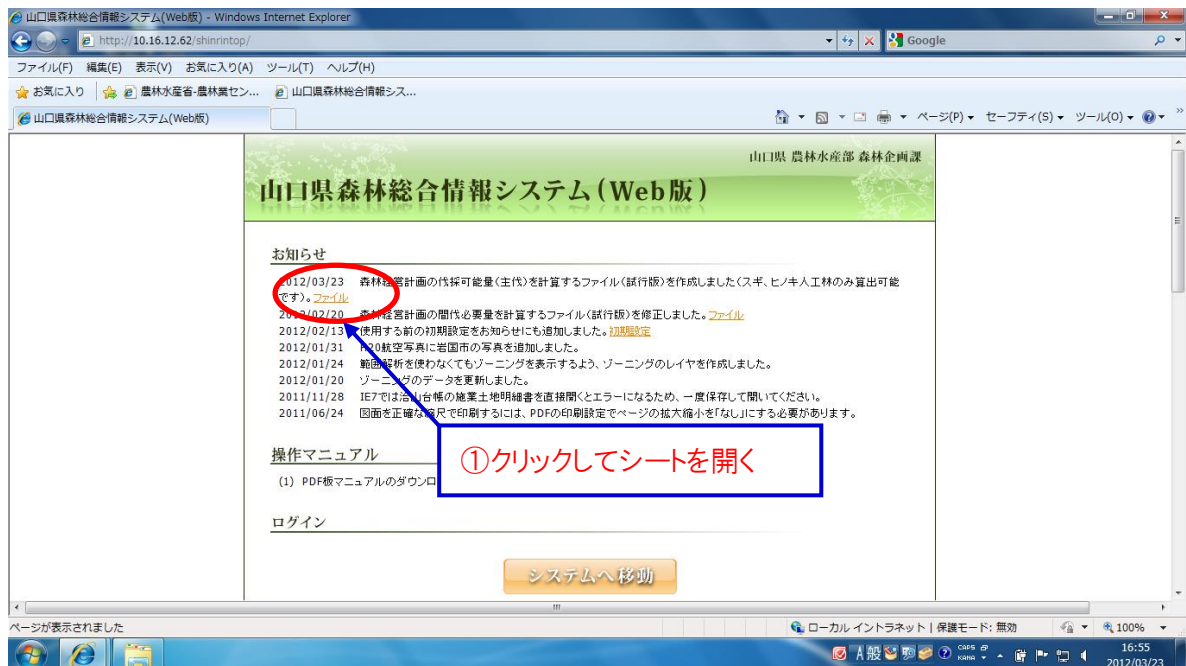 山口県森林総合情報システム(Web版) - Windows Internet Explorer
http://10.16.12.62/shinrintop/
Google
ファイル(F) 編集(E) 表示(V) お気に入り(A) ツール(T) ヘルプ(H)
お気に入り 農林水産省-農林業セン... 山口県森林総合情報シス...
山口県森林総合情報システム(Web版)
ページ(P) セーフティ(S) ツール(O)
山口県 農林水産部 森林企画課
山口県森林総合情報システム(Web版)
お知らせ
2012/03/23 森林経営計画の伐採可能量(主伐)を計算するファイル(試行版)を作成しました(スギ、ヒノキ人工林のみ算出可能
です)。ファイル
2012/02/20 森林経営計画の間伐必要量を計算するファイル(試行版)を修正しました。ファイル
2012/02/13 使用する前の初期設定をお知らせにも追加しました。初期設定
2012/01/31 H20航空写真に岩国市の写真を追加しました。
2012/01/24 範囲解析を使わなくてもゾーニングを表示するよう、ゾーニングのレイヤを作成しました。
2012/01/20 ゾーニングのデータを更新しました。
2011/11/28 IE7では治山台帳の施業土地明細書を直接開くとエラーになるため、一度保存して開いてください。
2011/06/24 図面を正確な縮尺で印刷するには、PDFの印刷設定でページの拡大縮小を「なし」にする必要があります。
①クリックしてシートを開く
操作マニュアル
(1) PDF板マニュアルのダウンロ
ログイン
システムへ移動
ページが表示されました
ローカル イントラネット | 保護モード: 無効
100%
A 般
CAPS
KANA
16:55
2012/03/23